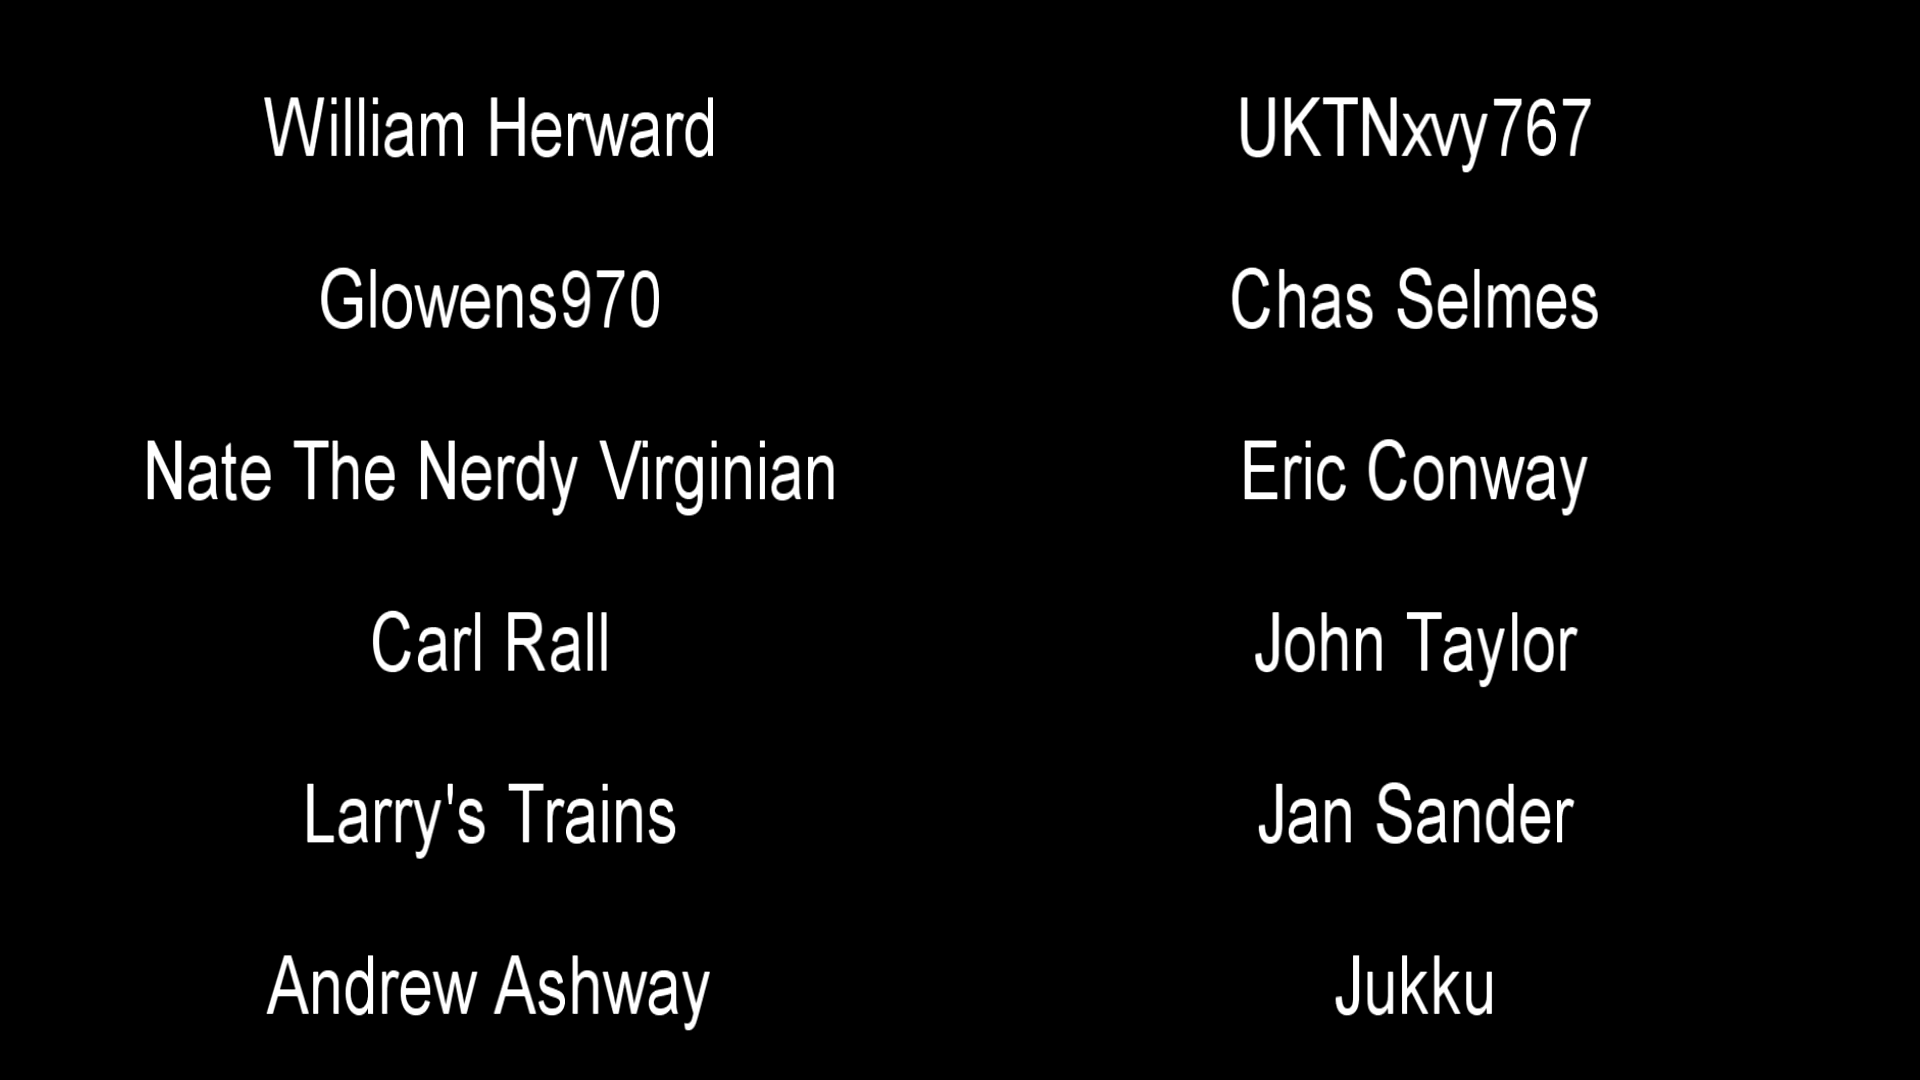 William Herward
UKTNxvy767
Glowens970
Chas Selmes
Nate The Nerdy Virginian
Eric Conway
Carl Rall
John Taylor
Larry's Trains
Jan Sander
Andrew Ashway
Jukku